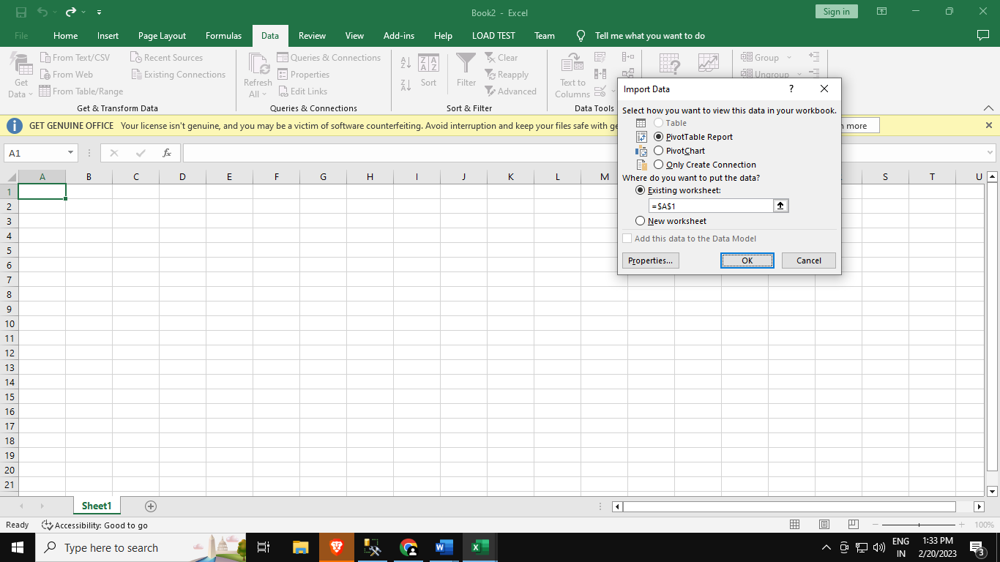 Book2 - Excel
Sign in
File Home Insert Page Layout Formulas Data Review View Add-ins Help LOAD TEST Team Tell me what you want to do
Get Data
From Text/CSV
From Web
From Table/Range
Recent Sources
Existing Connections
Get & Transform Data
Refresh All
Queries & Connections
Properties
Edit Links
Queries & Connections
Sort
Filter
Clear
Reapply
Advanced
Sort & Filter
Text to Columns
Data Tools
Group
Ungroup
GET GENUINE OFFICE Your license isn't genuine, and you may be a victim of software counterfeiting. Avoid interruption and keep your files safe with ge
n more
A1
fx
Import Data
?
Select how you want to view this data in your workbook.
Table
PivotTable Report
PivotChart
Only Create Connection
Where do you want to put the data?
Existing worksheet:
=$A$1
New worksheet
Add this data to the Data Model
Properties...
OK
Cancel
A B C D E F G H I J K L M S T U
1
2
3
4
5
6
7
8
9
10
11
12
13
14
15
16
17
18
19
20
21
Sheet1
Ready
Accessibility: Good to go
100%
Type here to search
ENG
IN
1:33 PM
2/20/2023
3